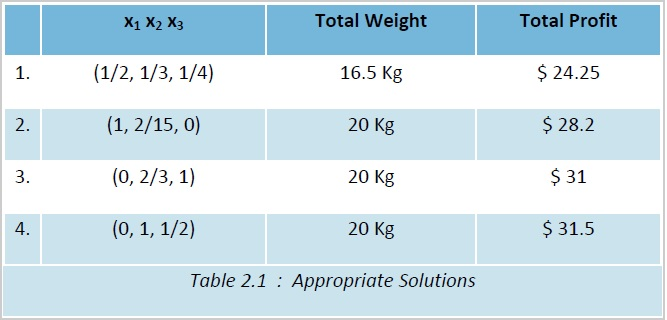 x₁ x₂ x₃ Total Weight Total Profit
1. (1/2, 1/3, 1/4) 16.5 Kg $ 24.25
2. (1, 2/15, 0) 20 Kg $ 28.2
3. (0, 2/3, 1) 20 Kg $ 31
4. (0, 1, 1/2) 20 Kg $ 31.5
Table 2.1 : Appropriate Solutions